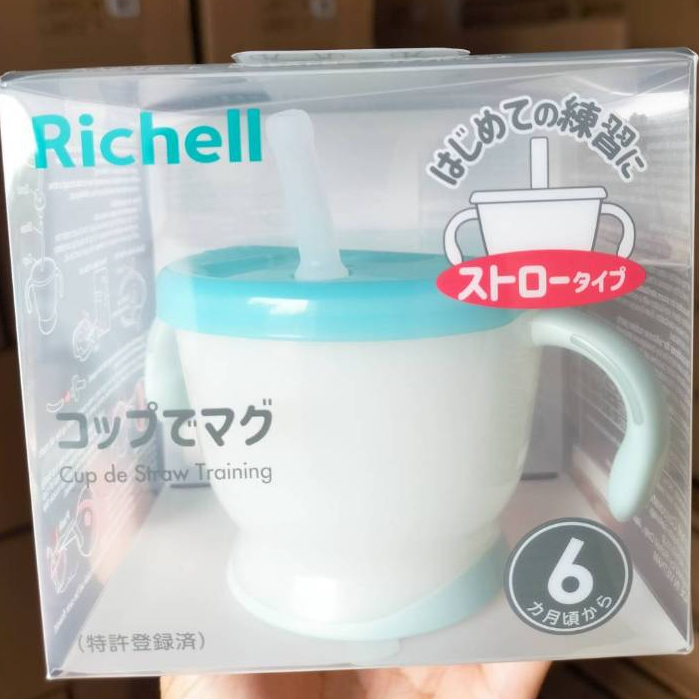 Richell
はじめての練習に
ストロータイプ
コップでマグ
Cup de Straw Training
6
カ月頃から
(特許登録済)